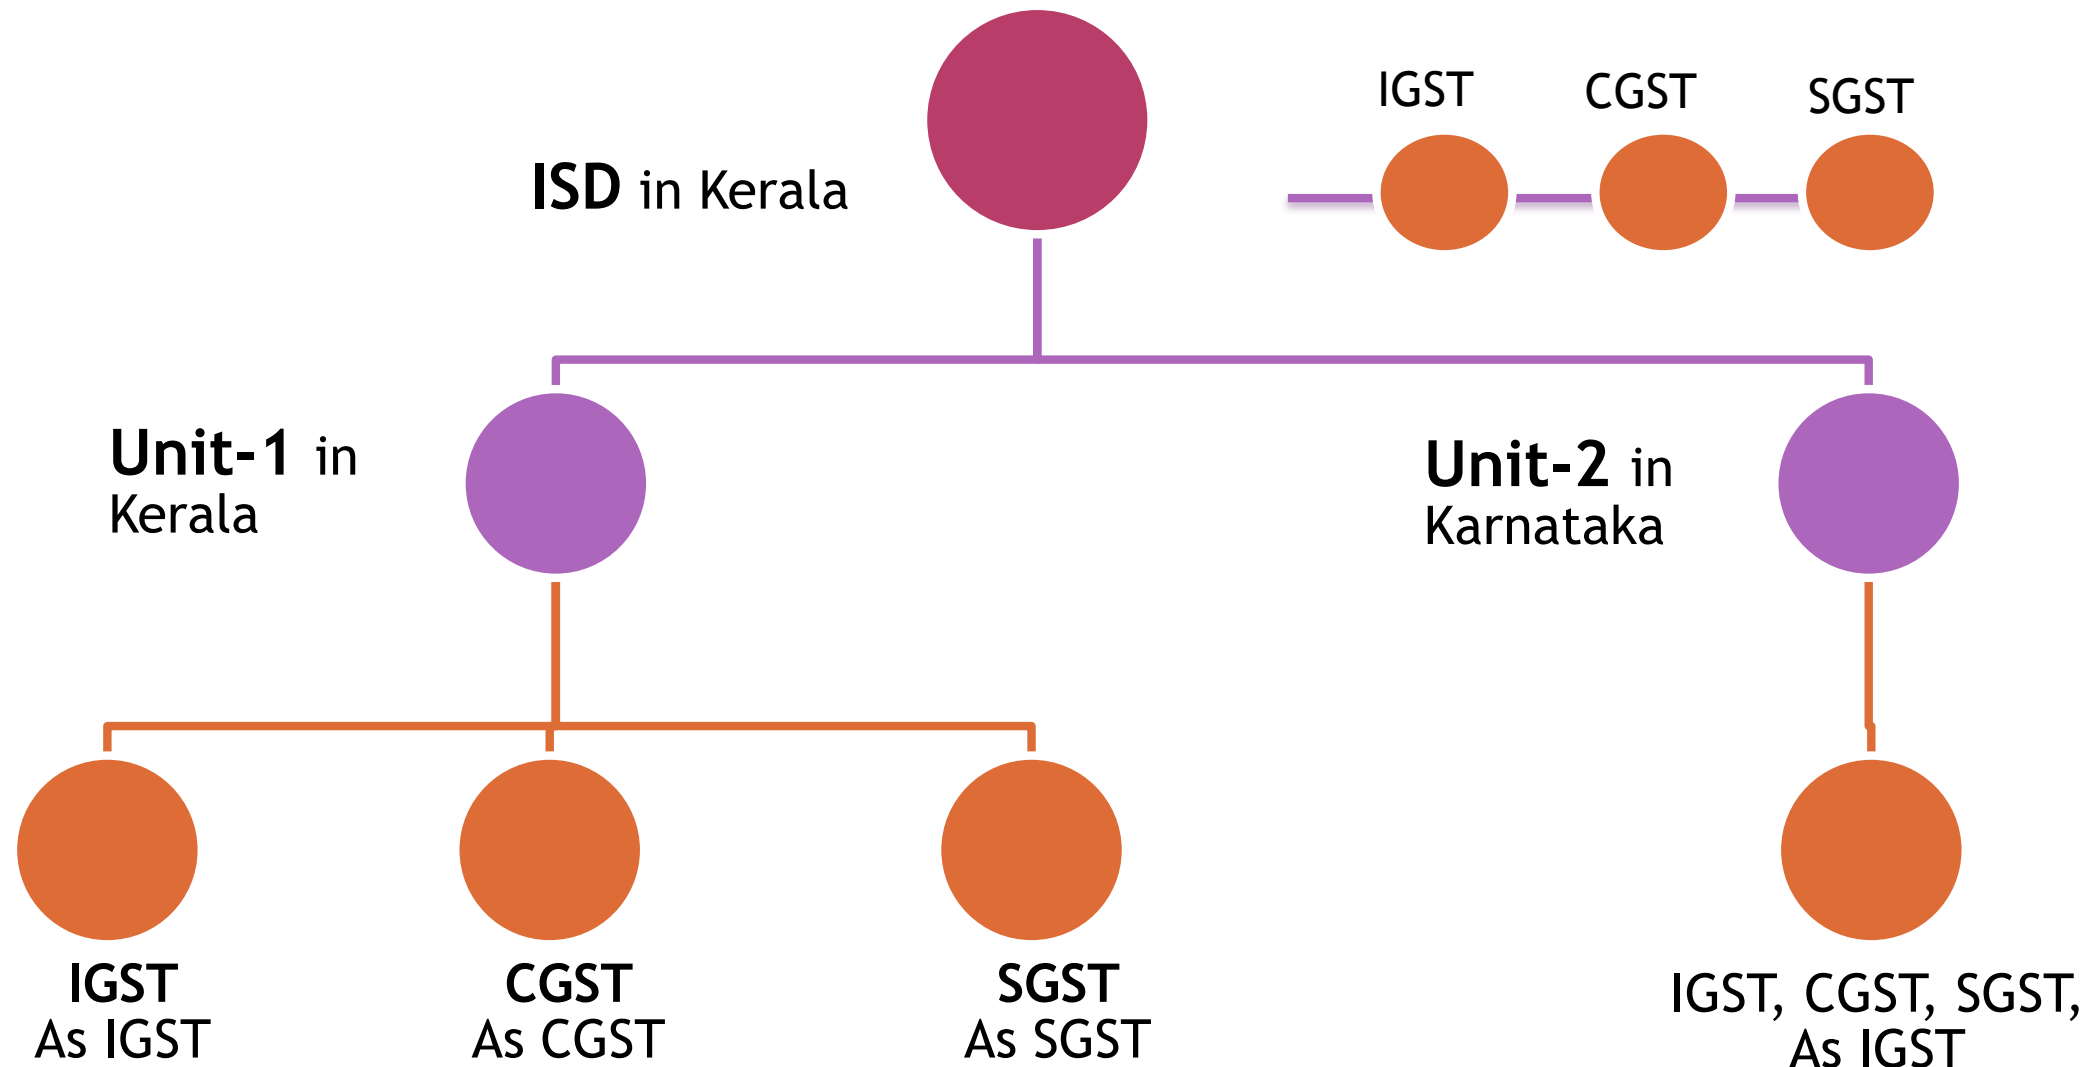 IGST
CGST
SGST
ISD in Kerala
Unit-1 in
Kerala
Unit-2 in
Karnataka
IGST
As IGST
CGST
As CGST
SGST
As SGST
IGST, CGST, SGST,
As IGST